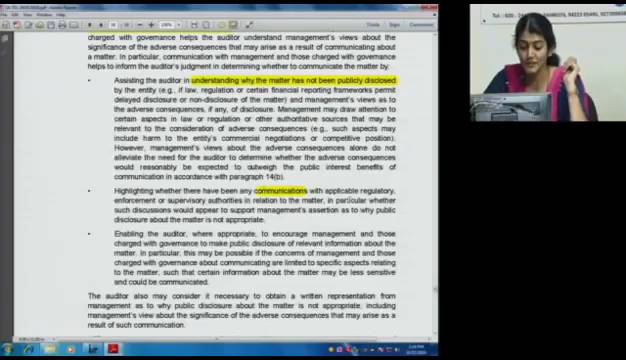 charged with governance helps the auditor understand management's views about the
significance of the adverse consequences that may arise as a result of communicating about
a matter. In particular, communication with management and those charged with governance
helps to inform the auditor's judgment in determining whether to communicate the matter by:
• Assisting the auditor in understanding why the matter has not been publicly disclosed
by the entity (e.g., if law, regulation or certain financial reporting frameworks permit
delayed disclosure or non-disclosure of the matter) and management's views as to
the adverse consequences, if any, of disclosure. Management may draw attention to
certain aspects in law or regulation or other authoritative sources that may be
relevant to the consideration of adverse consequences (e.g., such aspects may
include harm to the entity's commercial negotiations or competitive position).
However, management's views about the adverse consequences alone do not
alleviate the need for the auditor to determine whether the adverse consequences
would reasonably be expected to outweigh the public interest benefits of
communication in accordance with paragraph 14(b).
• Highlighting whether there have been any communications with applicable regulatory,
enforcement or supervisory authorities in relation to the matter, in particular whether
such discussions would appear to support management's assertion as to why public
disclosure about the matter is not appropriate.
• Enabling the auditor, where appropriate, to encourage management and those
charged with governance to make public disclosure of relevant information about the
matter. In particular, this may be possible if the concerns of management and those
charged with governance about communicating are limited to specific aspects relating
to the matter, such that certain information about the matter may be less sensitive
and could be communicated.
The auditor also may consider it necessary to obtain a written representation from
management as to why public disclosure about the matter is not appropriate, including
management's view about the significance of the adverse consequences that may arise as a
result of such communication.
Tel : 600